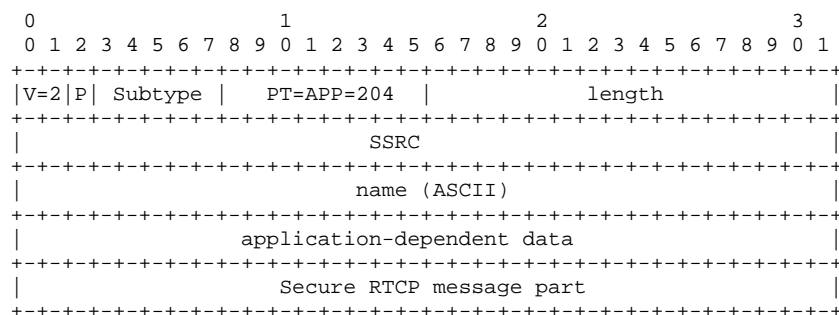 0                   1                   2                   3
 0 1 2 3 4 5 6 7 8 9 0 1 2 3 4 5 6 7 8 9 0 1 2 3 4 5 6 7 8 9 0 1
+-+-+-+-+-+-+-+-+-+-+-+-+-+-+-+-+-+-+-+-+-+-+-+-+-+-+-+-+-+-+-+-+
|V=2|P| Subtype |   PT=APP=204  |            length             |
+-+-+-+-+-+-+-+-+-+-+-+-+-+-+-+-+-+-+-+-+-+-+-+-+-+-+-+-+-+-+-+-+
|                           SSRC                                |
+-+-+-+-+-+-+-+-+-+-+-+-+-+-+-+-+-+-+-+-+-+-+-+-+-+-+-+-+-+-+-+-+
|                          name (ASCII)                         |
+-+-+-+-+-+-+-+-+-+-+-+-+-+-+-+-+-+-+-+-+-+-+-+-+-+-+-+-+-+-+-+-+
|                 application-dependent data                    |
+-+-+-+-+-+-+-+-+-+-+-+-+-+-+-+-+-+-+-+-+-+-+-+-+-+-+-+-+-+-+-+-+
|                    Secure RTCP message part                   |
+-+-+-+-+-+-+-+-+-+-+-+-+-+-+-+-+-+-+-+-+-+-+-+-+-+-+-+-+-+-+-+-+